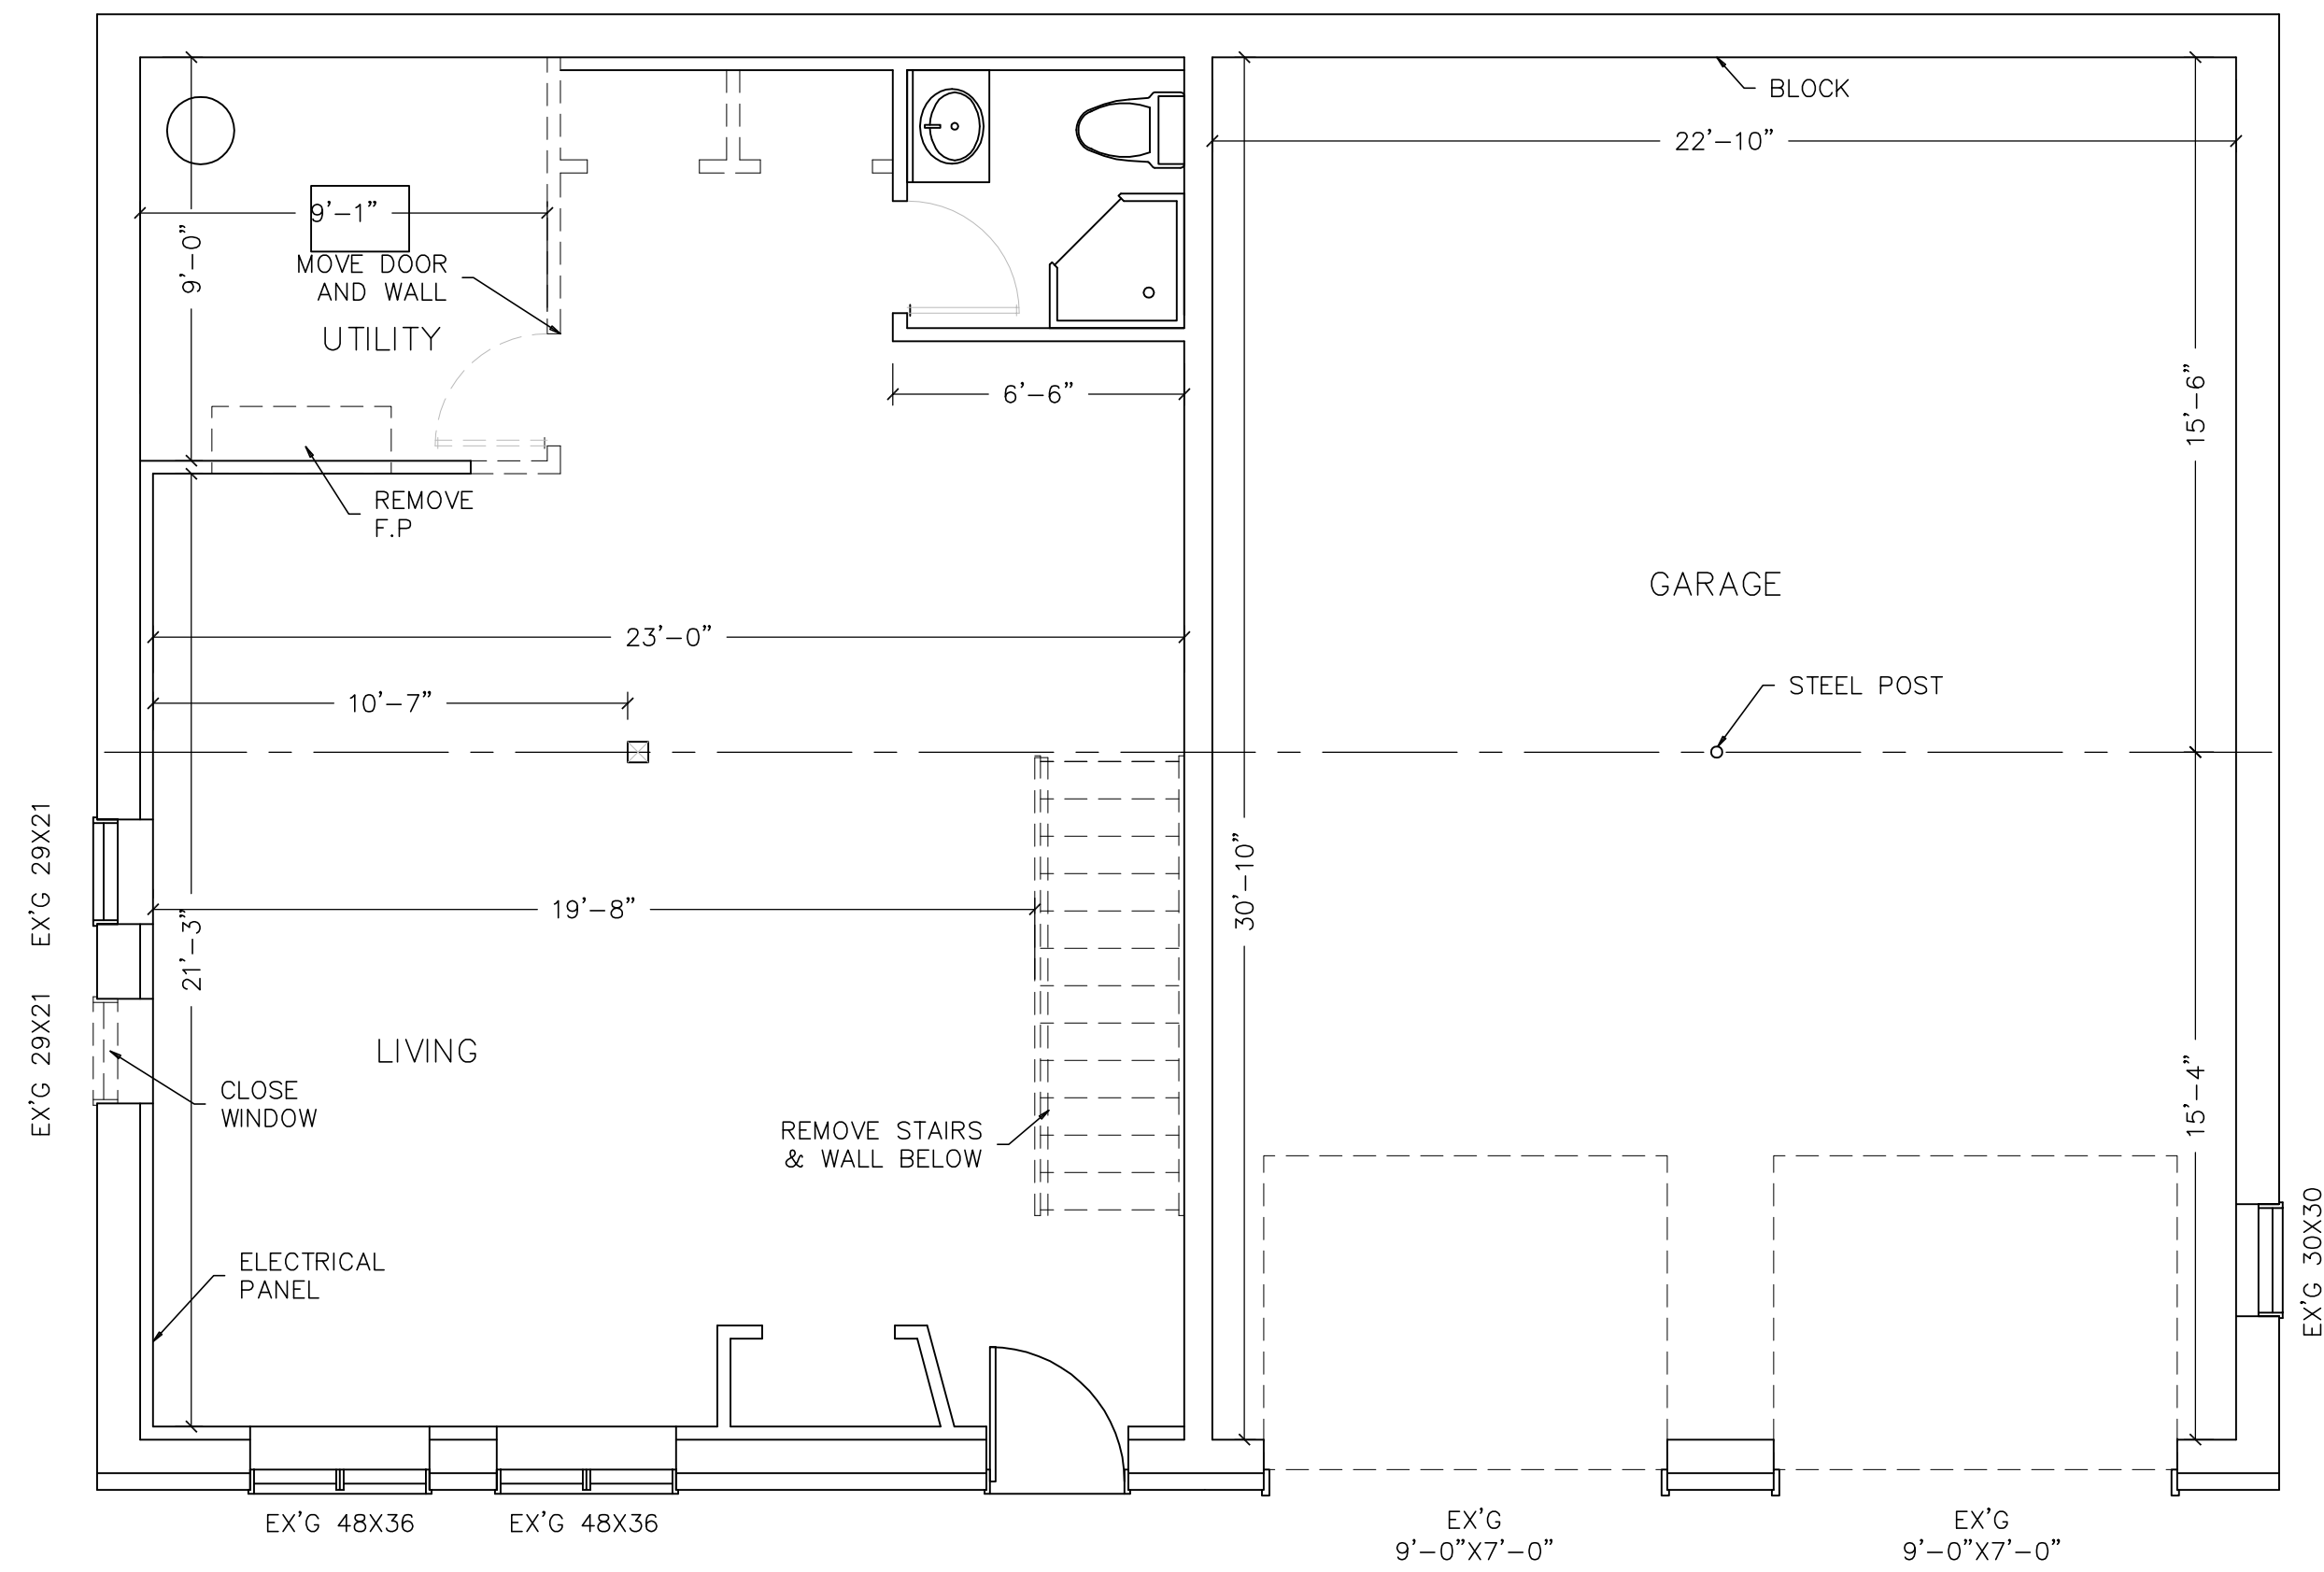 BLOCK
22'-10"
9'-1"
9'-0"
MOVE DOOR
AND WALL
UTILITY
6'-6"
15'-6"
REMOVE
F.P
GARAGE
23'-0"
STEEL POST
10'-7"
EX'G 29X21
30'-10"
19'-8"
21'-3"
EX'G 29X21
LIVING
CLOSE
WINDOW
15'-4"
REMOVE STAIRS
& WALL BELOW
ELECTRICAL
PANEL
EX'G 30X30
EX'G 48X36
EX'G 48X36
EX'G
9'-0"X7'-0"
EX'G
9'-0"X7'-0"